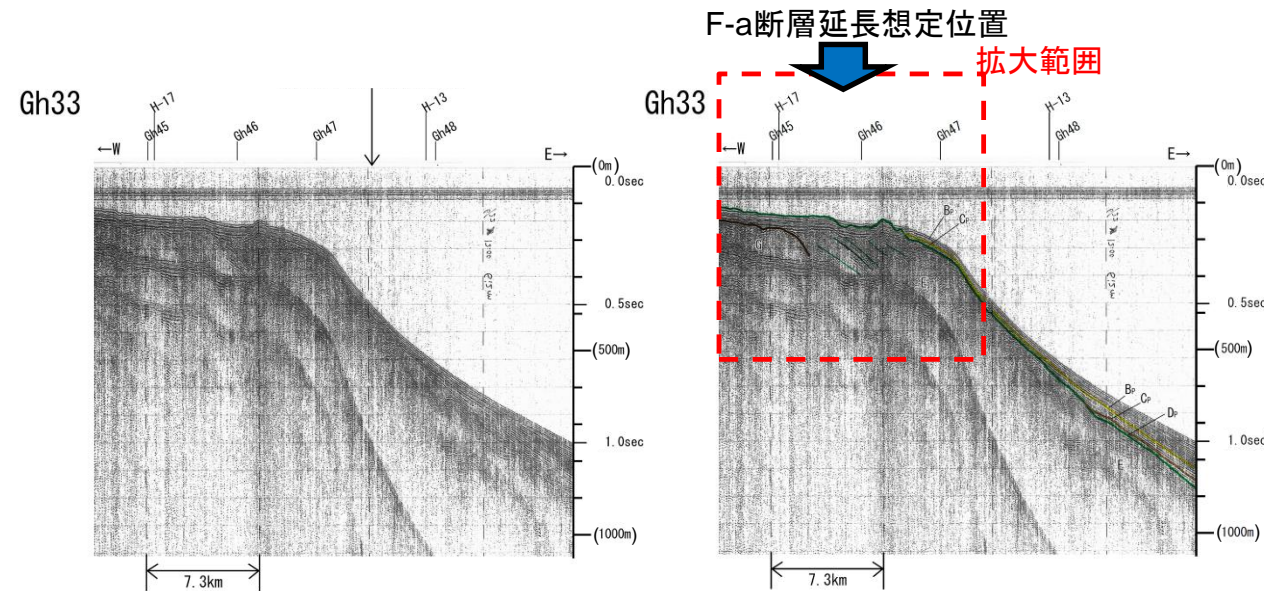 F-a断層延長想定位置
拡大範囲
Gh33
H-17
Gh45
Gh46
Gh47
H-13
Gh48
←W
E→
(0m)
0.0sec
0.5sec
(500m)
1.0sec
(1000m)
7.3km
Gh33
H-17
Gh45
Gh46
Gh47
H-13
Gh48
←W
E→
(0m)
0.0sec
BP
CP
G
0.5sec
(500m)
BP
CP
DP
E
1.0sec
(1000m)
7.3km